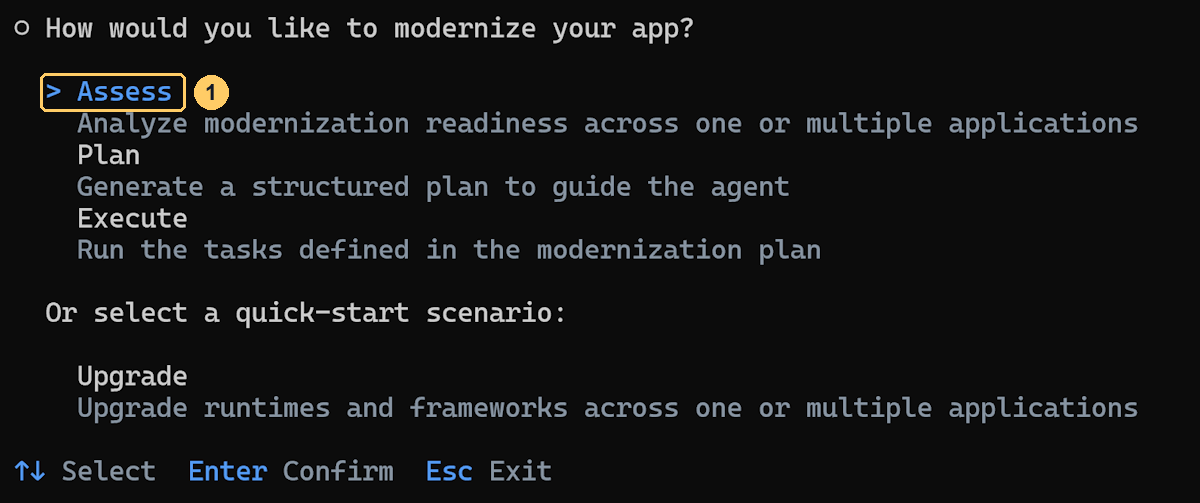 ○ How would you like to modernize your app?
> Assess 1
Analyze modernization readiness across one or multiple applications
Plan
Generate a structured plan to guide the agent
Execute
Run the tasks defined in the modernization plan
Or select a quick-start scenario:
Upgrade
Upgrade runtimes and frameworks across one or multiple applications
↑↓ Select Enter Confirm Esc Exit